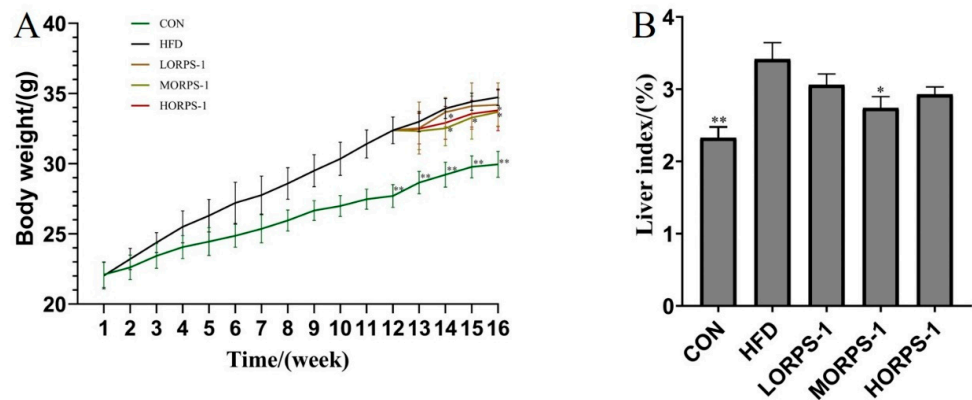 A
Body weight/(g)
40
35
30
25
20
CON
HFD
LORPS-1
MORPS-1
HORPS-1
**
**
**
**
**
*
*
*
*
*
*
1 2 3 4 5 6 7 8 9 10 11 12 13 14 15 16
Time/(week)
B
Liver index/(%)
4
3
2
1
0
**
*
CON
HFD
LORPS-1
MORPS-1
HORPS-1